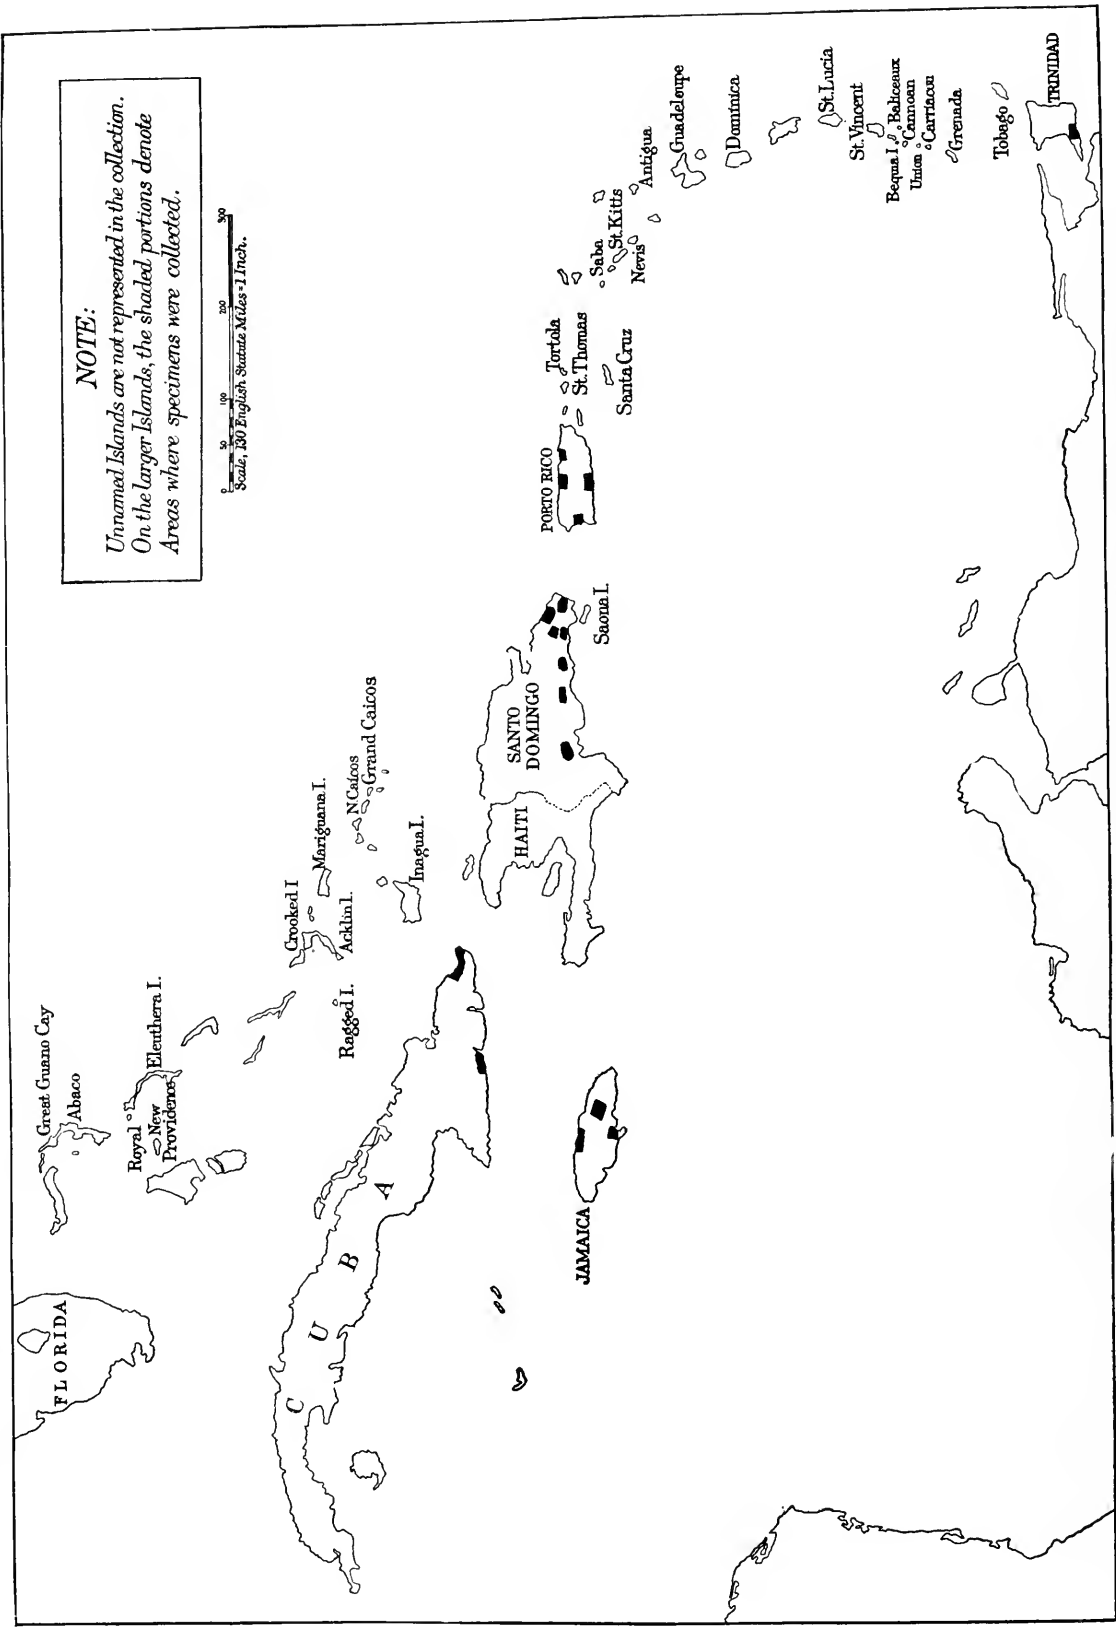 NOTE:
Unnamed Islands are not represented in the collection.
On the larger Islands, the shaded portions denote
Areas where specimens were collected.
0 50 100 200 300
Scale, 130 English Statute Miles=1 Inch.
FLORIDA
Great Guano Cay
Abaco
Royal
Eleuthera I.
New
Providence
Crooked I
Mariguana I.
Acklin I.
Ragged I.
N.Caicos
Grand Caicos
Inagua I.
CUBA
JAMAICA
HAITI
SANTO
DOMINGO
Saona I.
PORTO RICO
Tortola
St.Thomas
Santa Cruz
Saba
St.Kitts
Nevis
Antigua
Guadeloupe
Dominica
St.Lucia
St.Vincent
Bequia I.
Baliceaux
Cannoan
Union
Carriacou
Grenada
Tobago
TRINIDAD